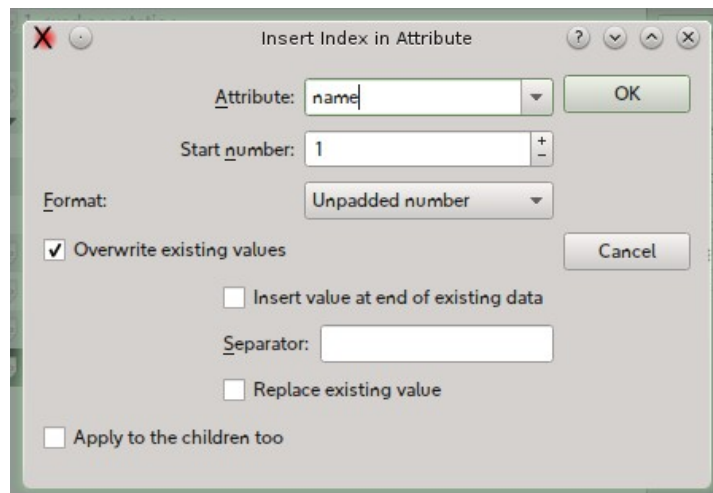 Insert Index in Attribute
Attribute: name OK
Start number: 1
Format: Unpadded number
Overwrite existing values Cancel
Insert value at end of existing data
Separator:
Replace existing value
Apply to the children too